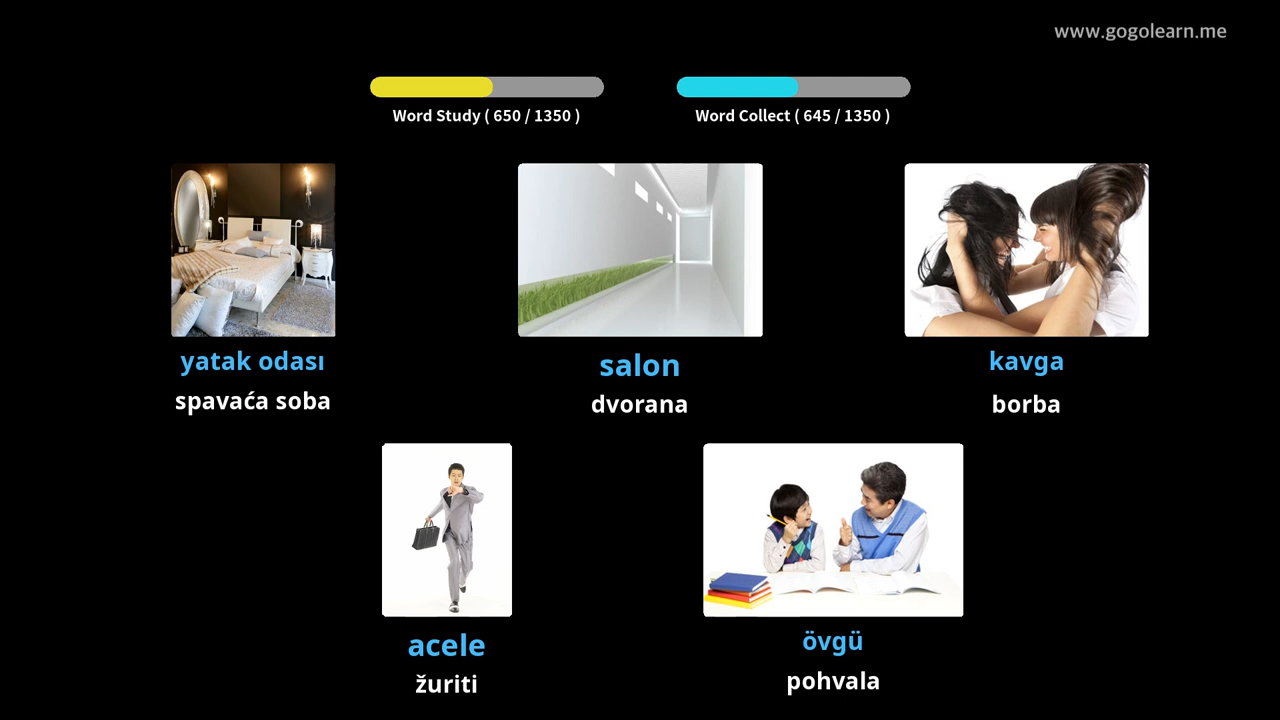 www.gogolearn.me
Word Study ( 650 / 1350 )
Word Collect ( 645 / 1350 )
yatak odası
spavaća soba
salon
dvorana
kavga
borba
acele
žuriti
övgü
pohvala